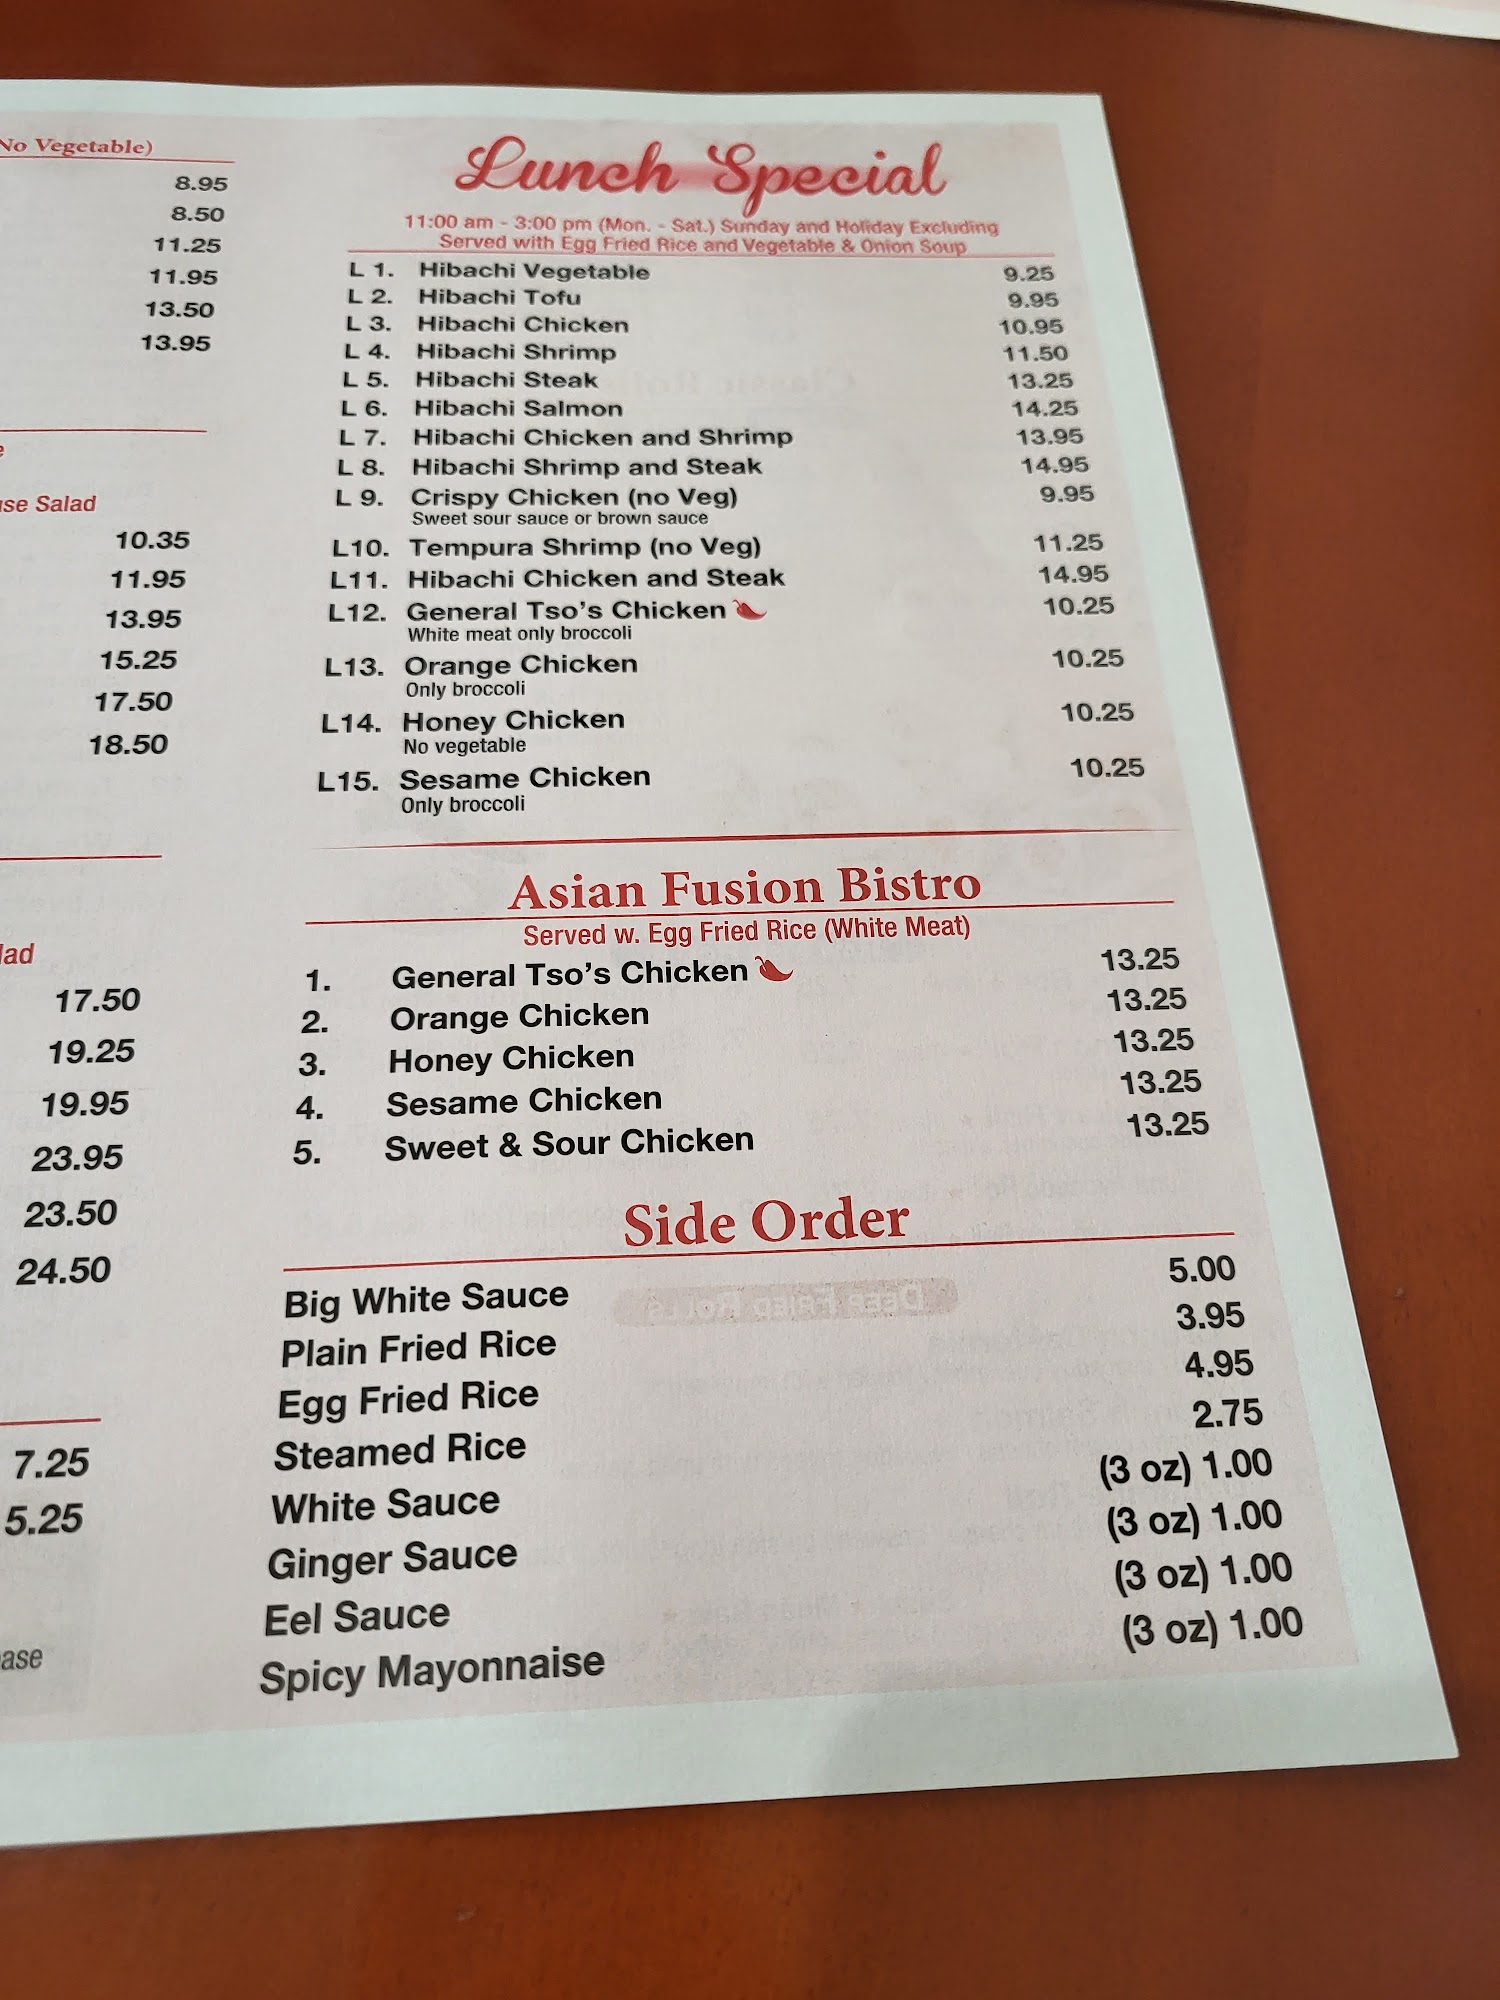 No Vegetable)
8.95
8.50
11.25
11.95
13.50
13.95
Salad
10.35
11.95
13.95
15.25
17.50
18.50
17.50
19.25
19.95
23.95
23.50
24.50
7.25
5.25
Lunch Special
11:00 am - 3:00 pm (Mon. - Sat.) Sunday and Holiday Excluding
Served with Egg Fried Rice and Vegetable & Onion Soup
L 1. Hibachi Vegetable 9.25
L 2. Hibachi Tofu 9.95
L 3. Hibachi Chicken 10.95
L 4. Hibachi Shrimp 11.50
L 5. Hibachi Steak 13.25
L 6. Hibachi Salmon 14.25
L 7. Hibachi Chicken and Shrimp 13.95
L 8. Hibachi Shrimp and Steak 14.95
L 9. Crispy Chicken (no Veg) 9.95
Sweet sour sauce or brown sauce
L10. Tempura Shrimp (no Veg) 11.25
L11. Hibachi Chicken and Steak 14.95
L12. General Tso's Chicken 10.25
White meat only broccoli
L13. Orange Chicken 10.25
Only broccoli
L14. Honey Chicken 10.25
No vegetable
L15. Sesame Chicken 10.25
Only broccoli
Asian Fusion Bistro
Served w. Egg Fried Rice (White Meat)
1. General Tso's Chicken 13.25
2. Orange Chicken 13.25
3. Honey Chicken 13.25
4. Sesame Chicken 13.25
5. Sweet & Sour Chicken 13.25
Side Order
Big White Sauce 5.00
Plain Fried Rice 3.95
Egg Fried Rice 4.95
Steamed Rice 2.75
White Sauce (3 oz) 1.00
Ginger Sauce (3 oz) 1.00
Eel Sauce (3 oz) 1.00
Spicy Mayonnaise (3 oz) 1.00